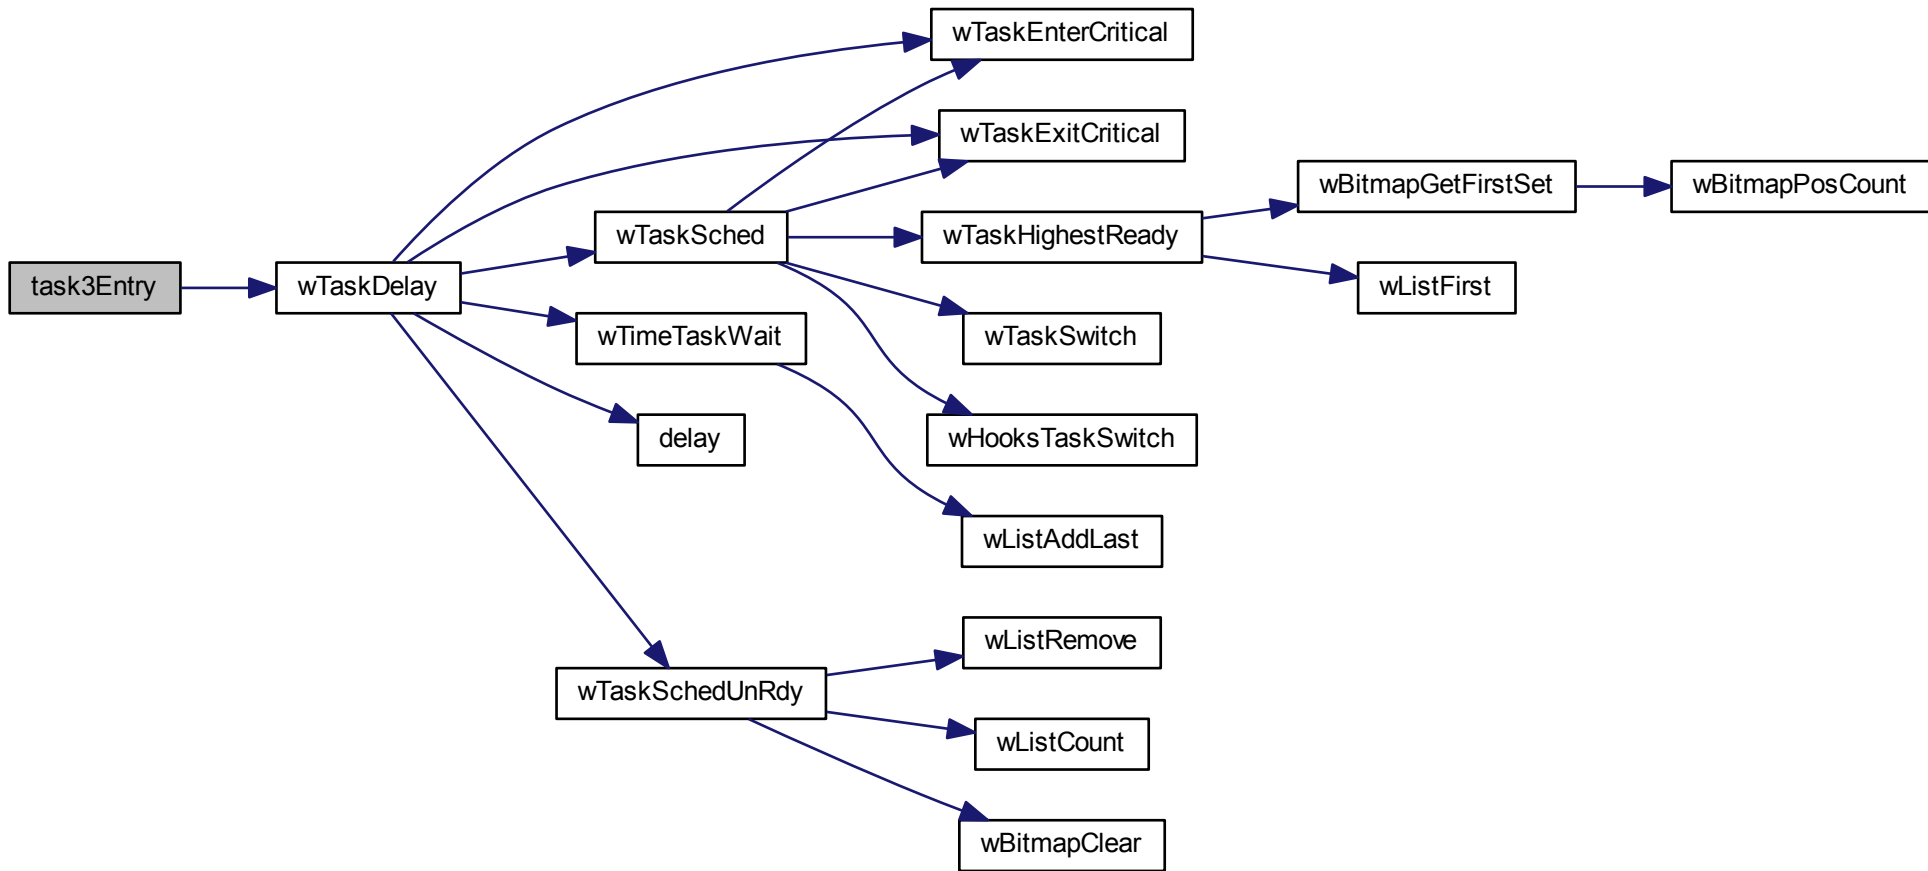 wTaskEnterCritical
wTaskExitCritical
wBitmapGetFirstSet
wBitmapPosCount
wTaskSched
wTaskHighestReady
task3Entry
wTaskDelay
wListFirst
wTimeTaskWait
wTaskSwitch
delay
wHooksTaskSwitch
wListAddLast
wListRemove
wTaskSchedUnRdy
wListCount
wBitmapClear